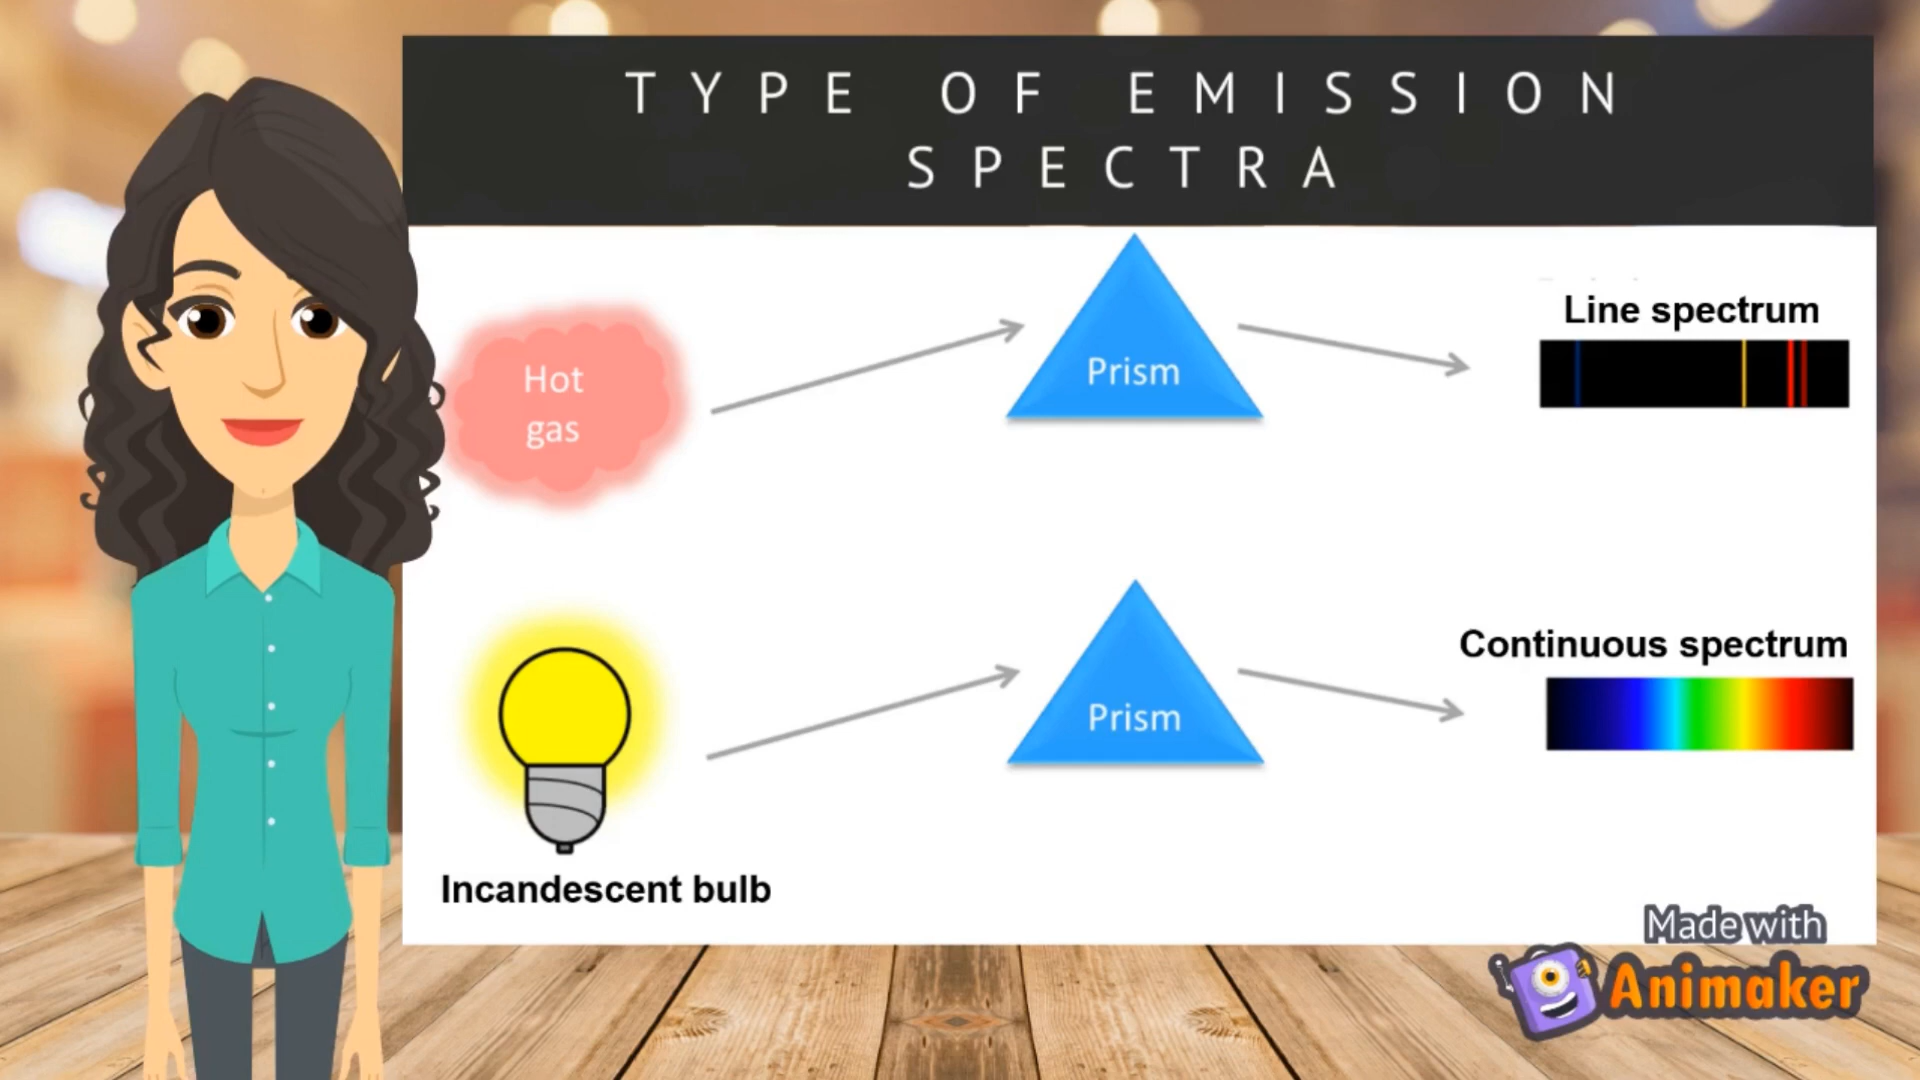 TYPE OF EMISSION
SPECTRA
Hot
gas
Prism
Line spectrum
Prism
Continuous spectrum
Incandescent bulb
Made with
Animaker